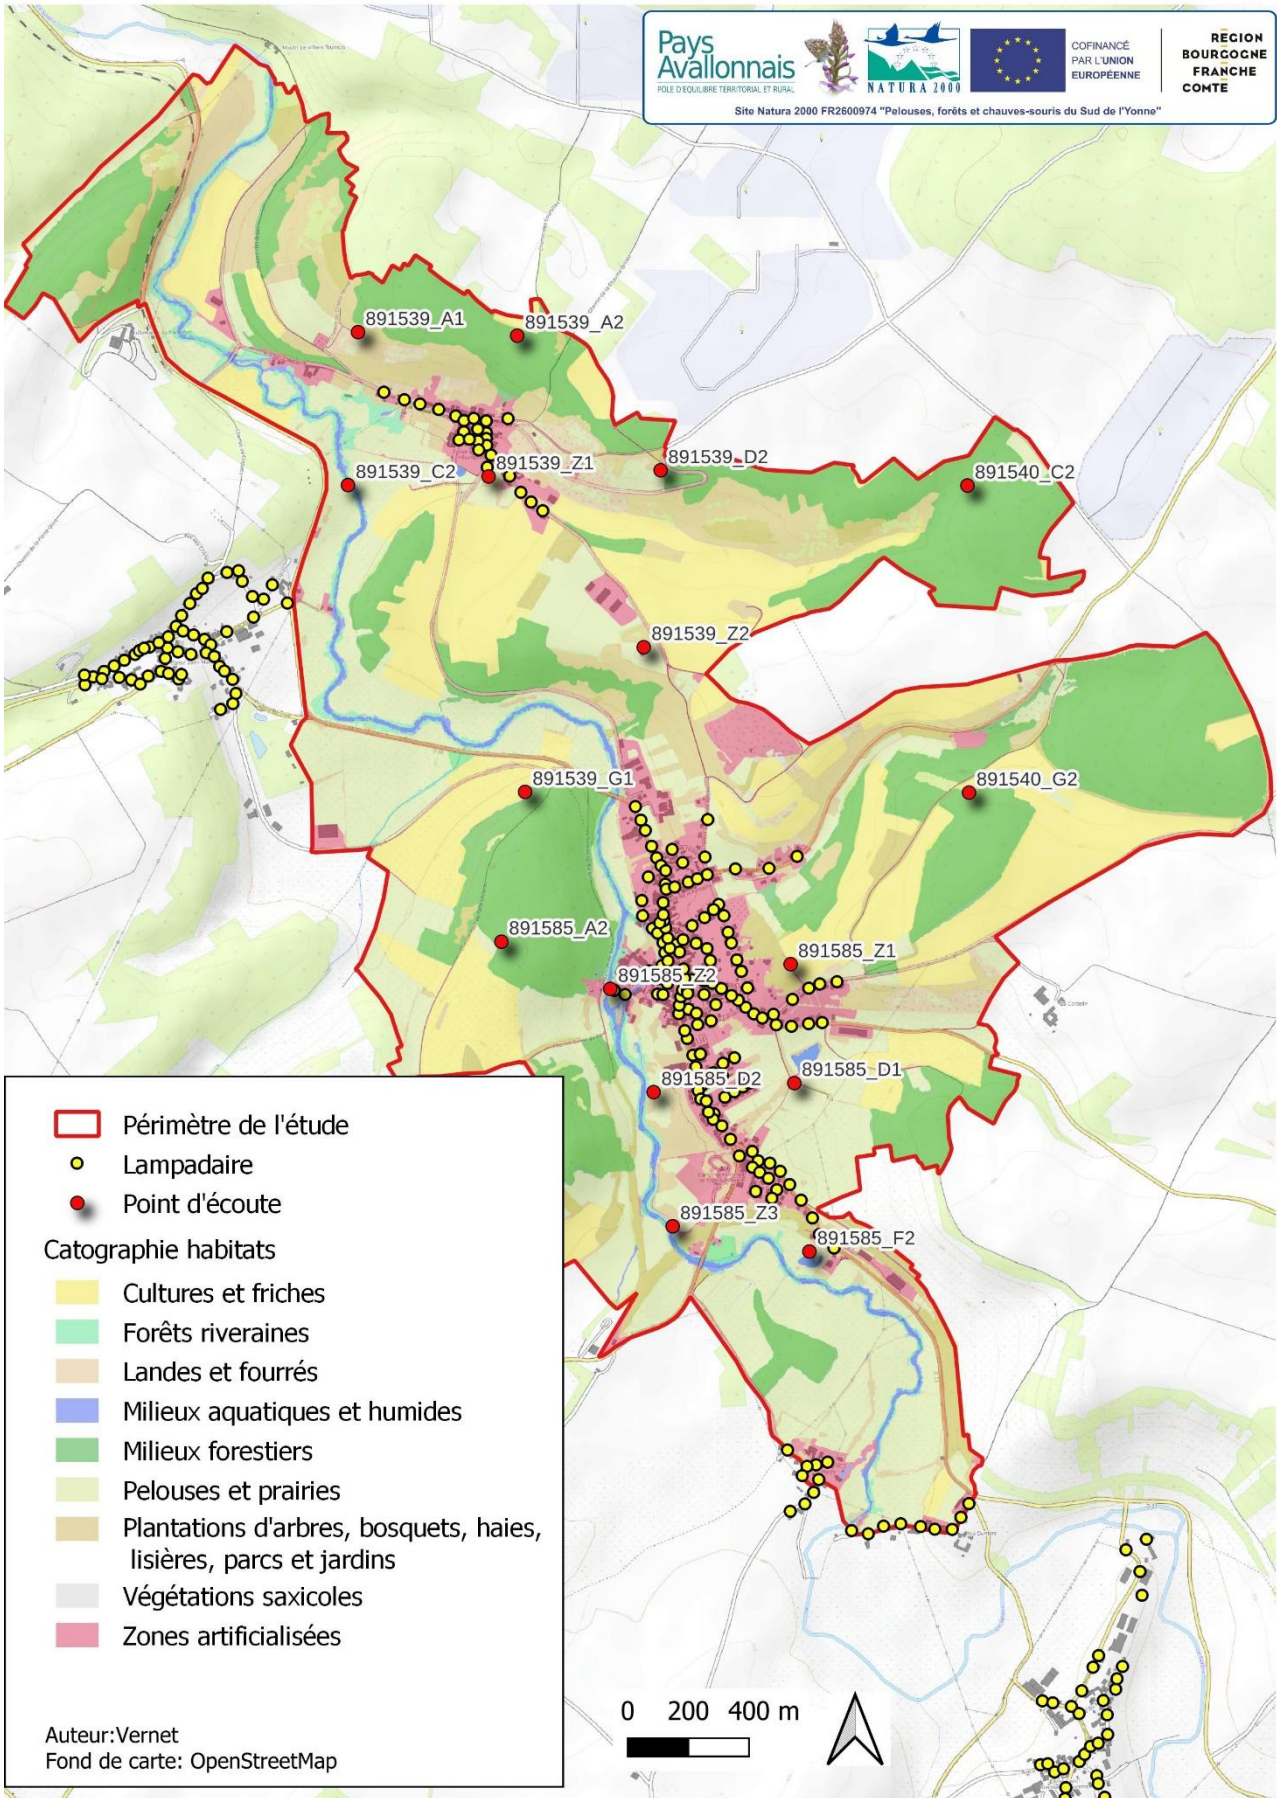 Pays
Avallonnais
POLE D'EQUILIBRE TERRITORIAL ET RURAL
NATURA 2000
COFINANCÉ
PAR L'UNION
EUROPÉENNE
REGION
BOURGOGNE
FRANCHE
COMTE
Site Natura 2000 FR2600974 "Pelouses, forêts et chauves-souris du Sud de l'Yonne"
891539_A1
891539_A2
891539_C2
891539_Z1
891539_D2
891540_C2
891539_Z2
891539_G1
891540_G2
891585_A2
891585_Z1
891585_Z2
891585_D2
891585_D1
891585_Z3
891585_F2
Périmètre de l'étude
Lampadaire
Point d'écoute
Catographie habitats
Cultures et friches
Forêts riveraines
Landes et fourrés
Milieux aquatiques et humides
Milieux forestiers
Pelouses et prairies
Plantations d'arbres, bosquets, haies,
lisières, parcs et jardins
Végétations saxicoles
Zones artificialisées
Auteur:Vernet
Fond de carte: OpenStreetMap
0 200 400 m